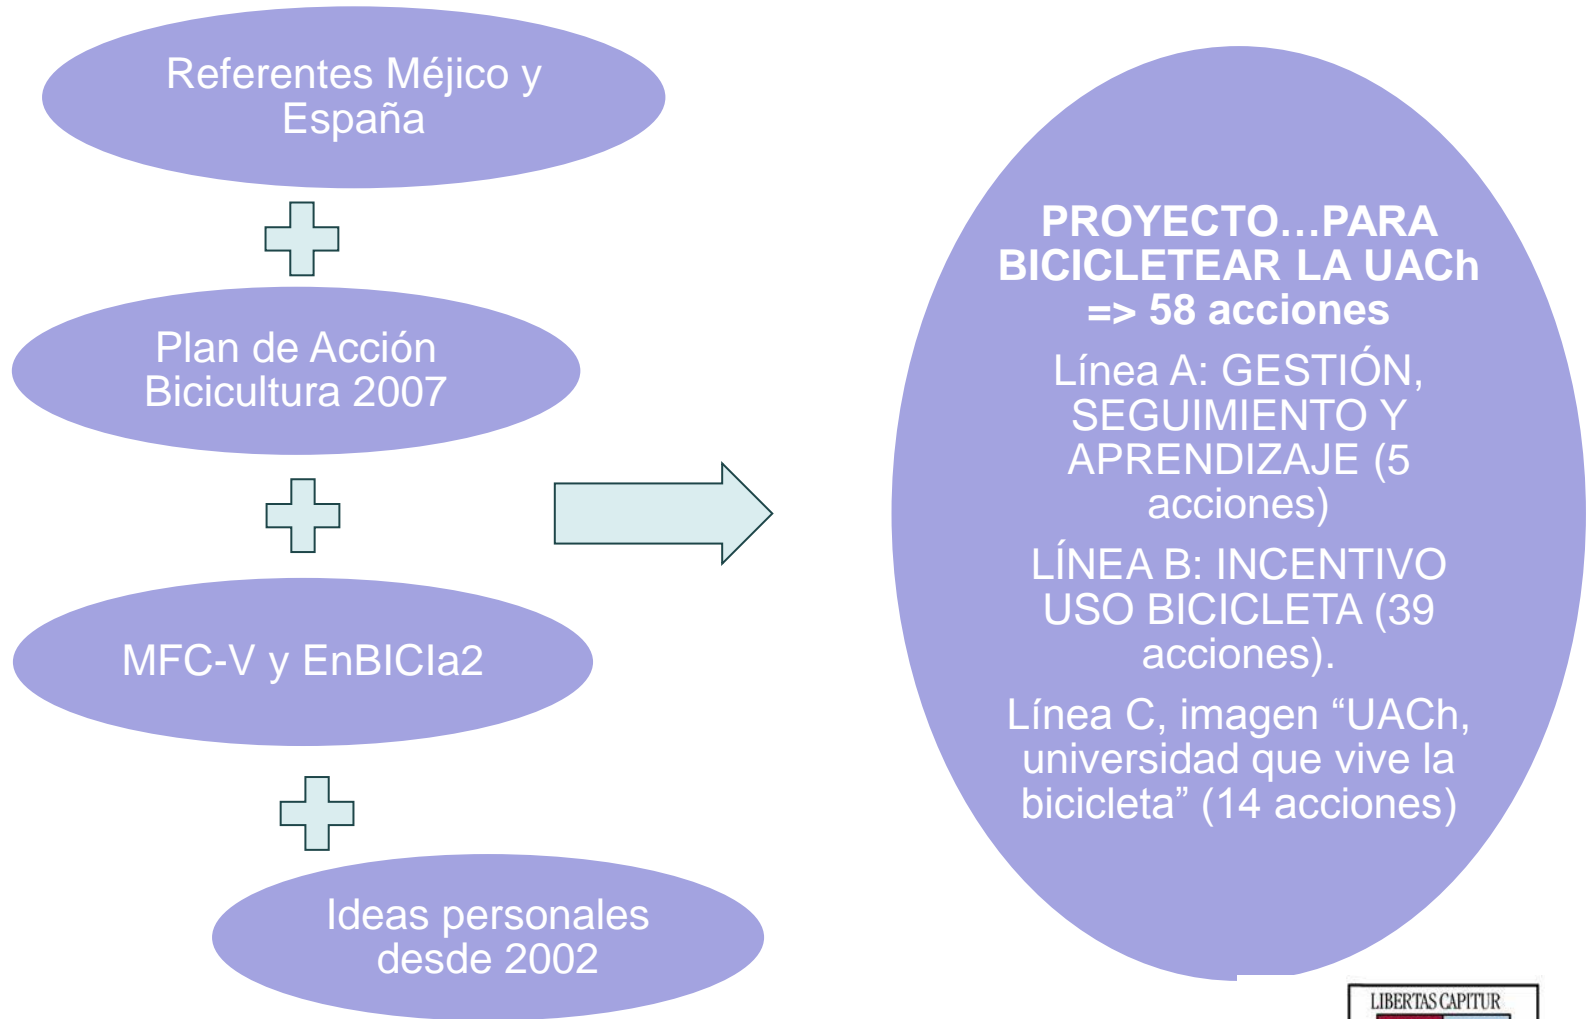 Referentes Méjico y
España
Plan de Acción
Bicicultura 2007
MFC-V y EnBICIa2
Ideas personales
desde 2002
PROYECTO…PARA
BICICLETEAR LA UACh
=> 58 acciones
Línea A: GESTIÓN,
SEGUIMIENTO Y
APRENDIZAJE (5
acciones)
LÍNEA B: INCENTIVO
USO BICICLETA (39
acciones).
Línea C, imagen “UACh,
universidad que vive la
bicicleta” (14 acciones)
LIBERTAS CAPITUR